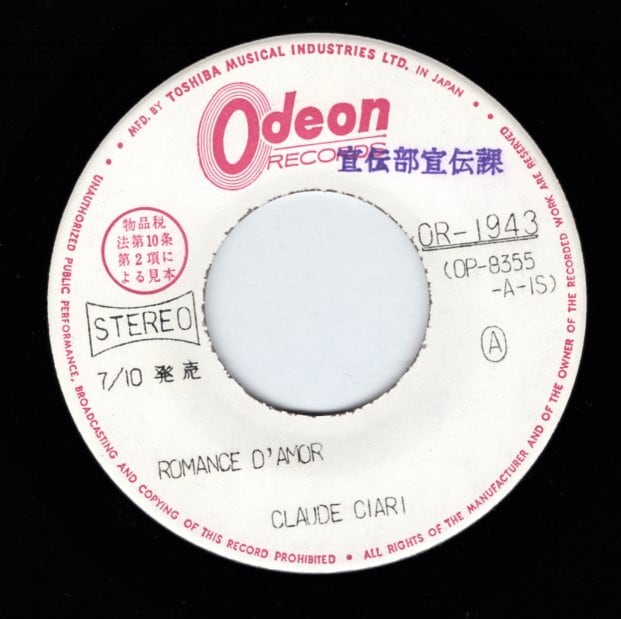 • MFD. BY TOSHIBA MUSICAL INDUSTRIES LTD. IN JAPAN •
Odeon
RECORDS
宣伝部宣伝課
物品税
法第10条
第2項に
よる見本
OR-1943
(OP-8355
-A-1S)
STEREO
A
7/10 発売
ROMANCE D'AMOR
CLAUDE CIARI
• UNAUTHORIZED PUBLIC PERFORMANCE, BROADCASTING AND COPYING OF THIS RECORD PROHIBITED • ALL RIGHTS OF THE MANUFACTURER AND OF THE OWNER OF THE RECORDED WORK ARE RESERVED •